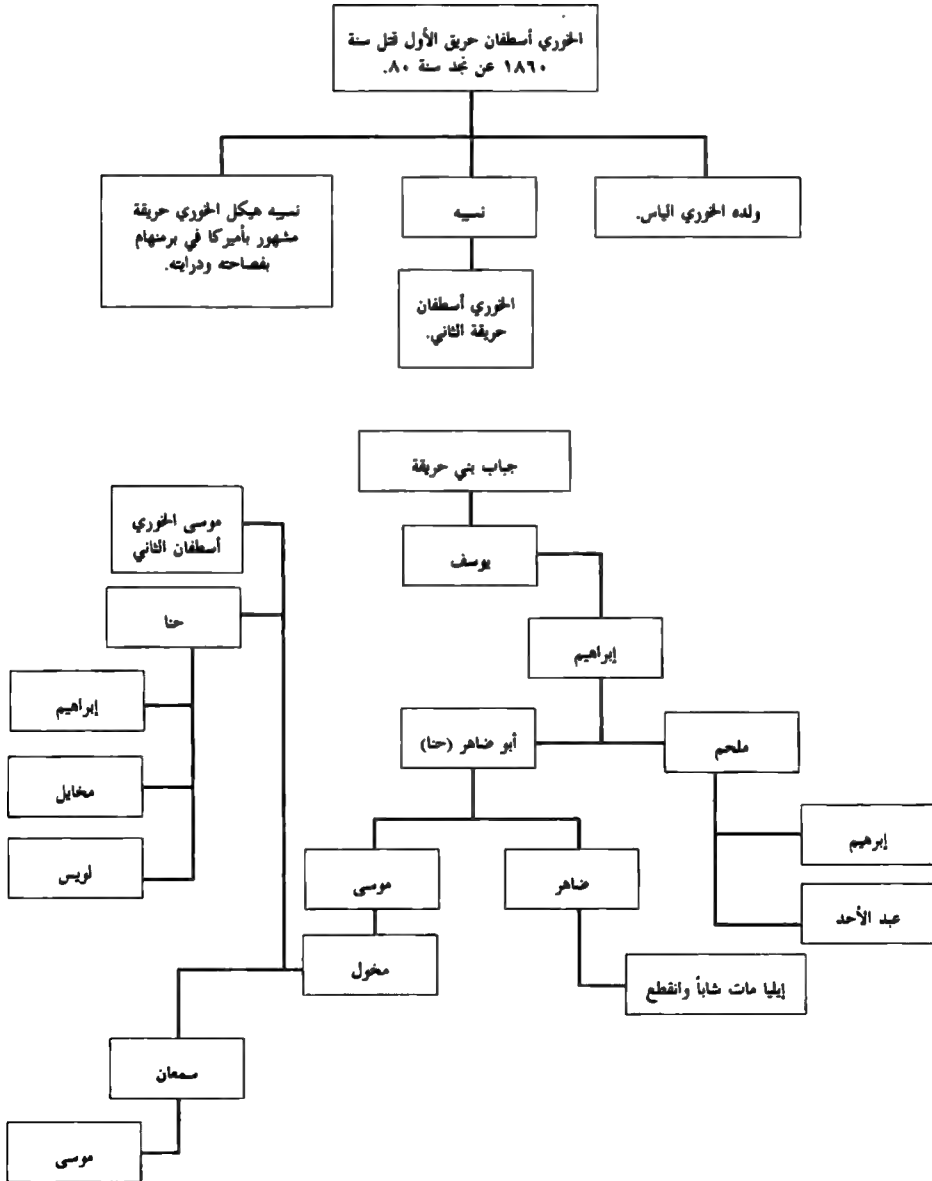 الخوري أسطفان حريق الأول قتل سنة
١٨٦٠ عن نجد سنة ٨٠.
ولده الخوري الياس.
نسيبه
نسيبه هيكل الخوري حريقة
مشهور بأميركا في برمنهام
بفصاحته ودرايته.
الخوري أسطفان
حريقة الثاني.
جباب بني حريقة
يوسف
إبراهيم
ملحم
أبو ضاهر (حنا)
إبرهيم
عبد الأحد
ضاهر
موسى
إيليا مات شاباً وانقطع
مخول
موسى الخوري
أسطفان الثاني
حنا
إبراهيم
مخايل
لويس
سمعان
موسى